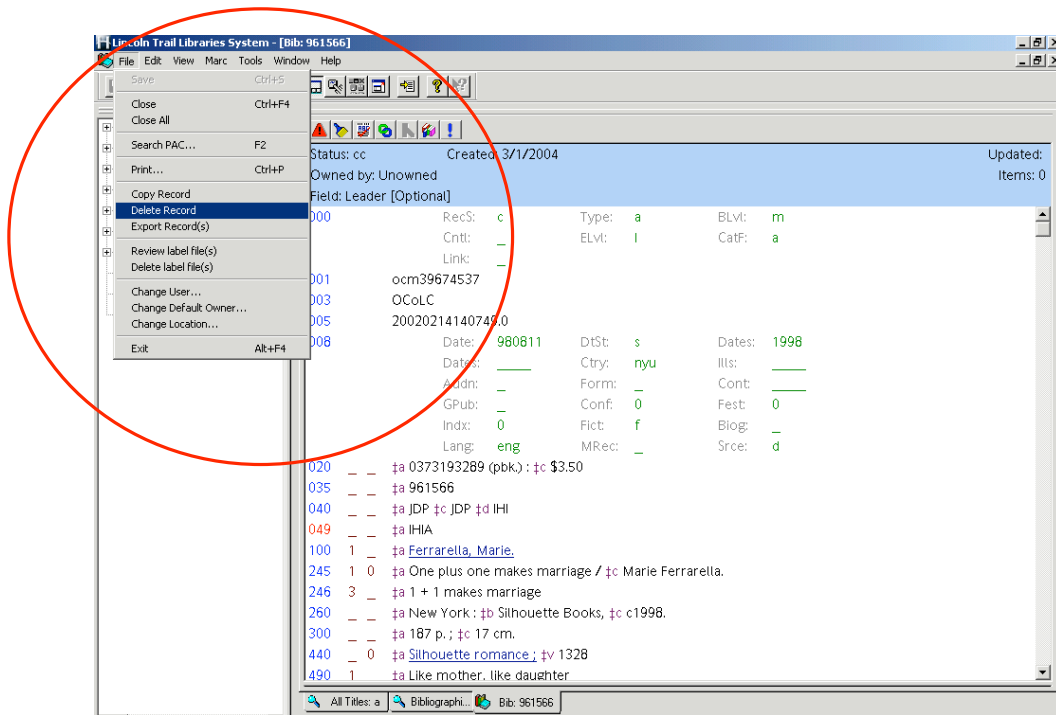 Lincoln Trail Libraries System - [Bib: 961566]
File Edit View Marc Tools Window Help
Save Ctrl+S
Close Ctrl+F4
Close All
Search PAC... F2
Print... Ctrl+P
Copy Record
Delete Record
Export Record(s)
Review label file(s)
Delete label file(s)
Change User...
Change Default Owner...
Change Location...
Exit Alt+F4
Status: cc Created: 3/1/2004 Updated:
Owned by: Unowned Items: 0
Field: Leader [Optional]
000 RecS: c Type: a BLvl: m
Cntl: _ ELvl: I CatF: a
Link: _
001 ocm39674537
003 OCoLC
005 20020214140749.0
008 Date: 980811 DtSt: s Dates: 1998
Dates: ____ Ctry: nyu Ills: ____
Audn: _ Form: _ Cont: ____
GPub: _ Conf: 0 Fest: 0
Indx: 0 Fict: f Biog: _
Lang: eng MRec: _ Srce: d
020 _ _ ‡a 0373193289 (pbk.) : ‡c $3.50
035 _ _ ‡a 961566
040 _ _ ‡a JDP ‡c JDP ‡d IHI
049 _ _ ‡a IHIA
100 1 _ ‡a Ferrarella, Marie.
245 1 0 ‡a One plus one makes marriage / ‡c Marie Ferrarella.
246 3 _ ‡a 1 + 1 makes marriage
260 _ _ ‡a New York : ‡b Silhouette Books, ‡c c1998.
300 _ _ ‡a 187 p. ; ‡c 17 cm.
440 _ 0 ‡a Silhouette romance ; ‡v 1328
490 1 ‡a Like mother, like daughter
All Titles: a Bibliographi... Bib: 961566